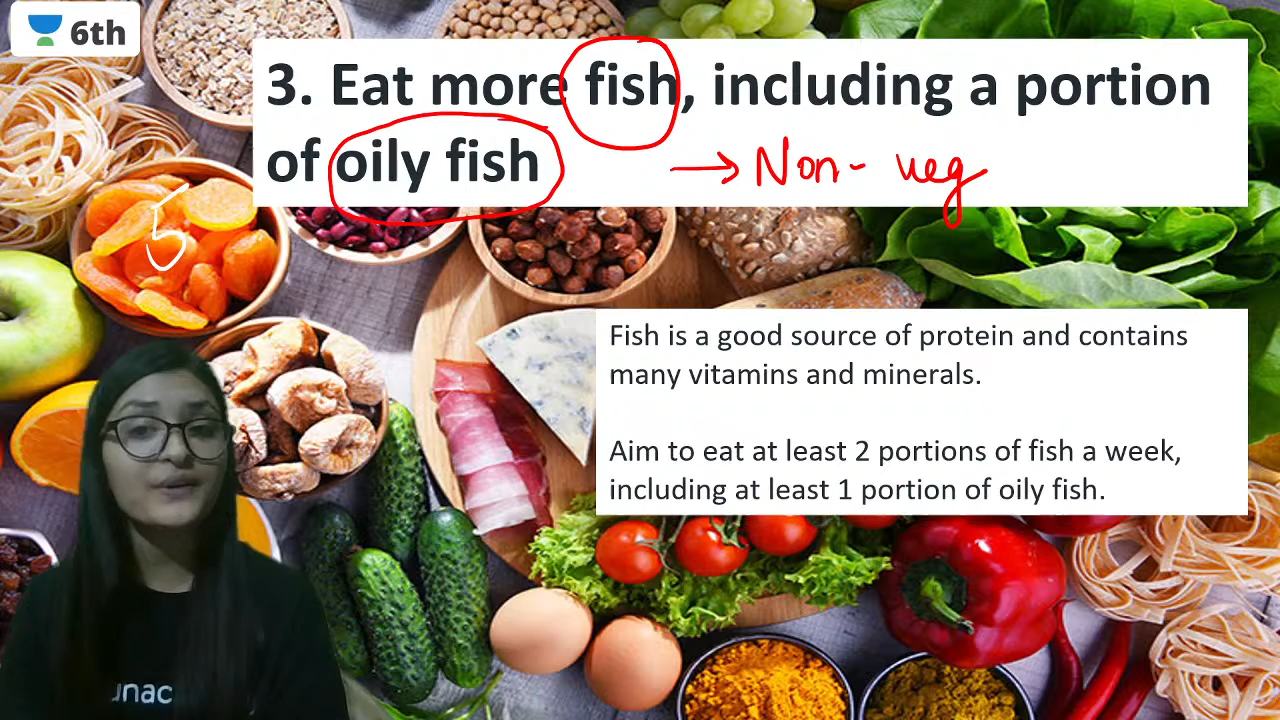 6th
3. Eat more fish, including a portion
of oily fish
→ Non-veg
5
Fish is a good source of protein and contains
many vitamins and minerals.
Aim to eat at least 2 portions of fish a week,
including at least 1 portion of oily fish.
unac